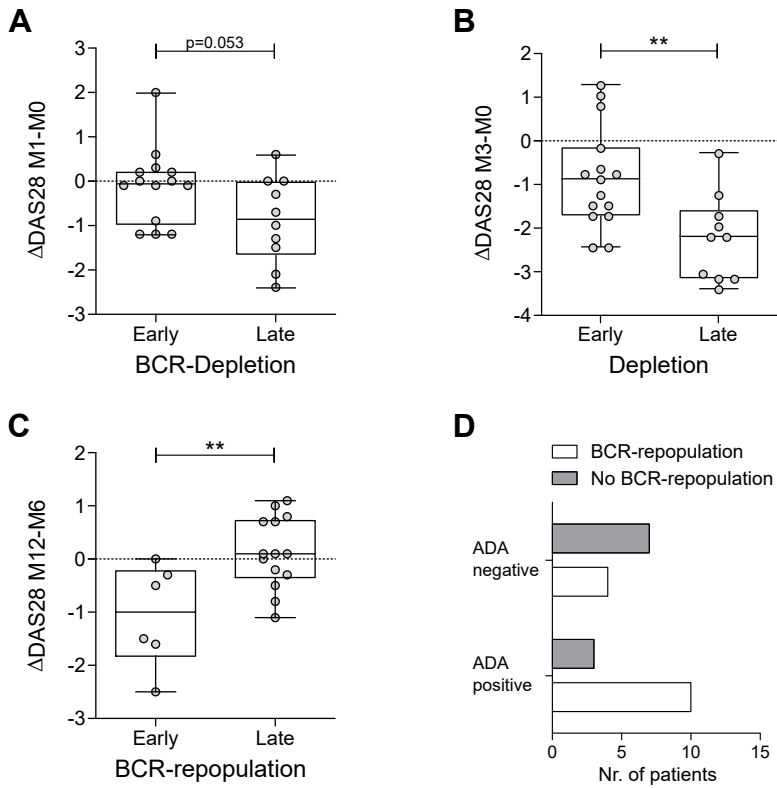 A
p=0.053
3
2
1
0
-1
-2
-3
ΔDAS28 M1-M0
Early
Late
BCR-Depletion
B
**
2
1
0
-1
-2
-3
-4
ΔDAS28 M3-M0
Early
Late
Depletion
C
**
2
1
0
-1
-2
-3
ΔDAS28 M12-M6
Early
Late
BCR-repopulation
D
BCR-repopulation
No BCR-repopulation
ADA
negative
ADA
positive
0 5 10 15
Nr. of patients